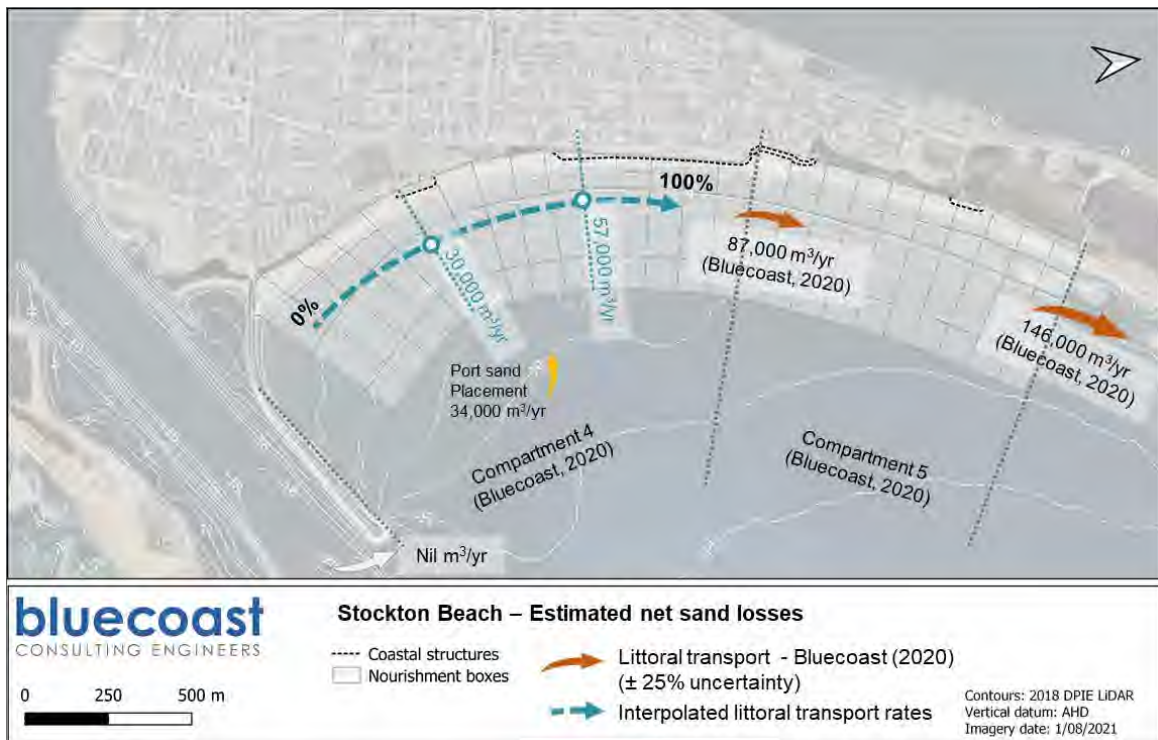 100%
87,000 m³/yr
(Bluecoast, 2020)
30,000 m³/yr
57,000 m³/yr
0%
146,000 m³/yr
(Bluecoast, 2020)
Port sand
Placement
34,000 m³/yr
Compartment 4
(Bluecoast, 2020)
Compartment 5
(Bluecoast, 2020)
Nil m³/yr
bluecoast
CONSULTING ENGINEERS
0 250 500 m
Stockton Beach – Estimated net sand losses
Coastal structures
Nourishment boxes
Littoral transport - Bluecoast (2020)
(± 25% uncertainty)
Interpolated littoral transport rates
Contours: 2018 DPIE LiDAR
Vertical datum: AHD
Imagery date: 1/08/2021